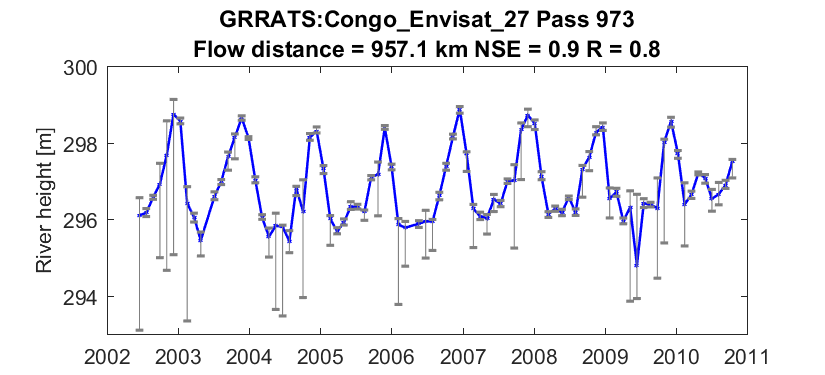 GRRATS:Congo_Envisat_27 Pass 973
Flow distance = 957.1 km NSE = 0.9 R = 0.8
River height [m]
300
298
296
294
2002 2003 2004 2005 2006 2007 2008 2009 2010 2011